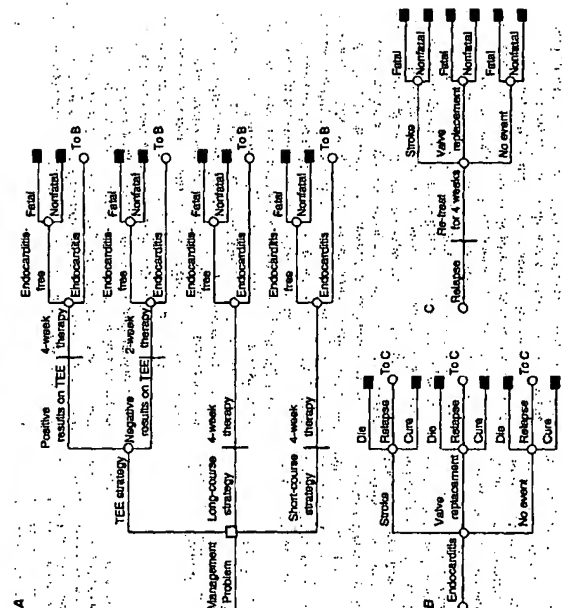 A
Management
Problem
TEE strategy
Positive
results on TEE
4-week
therapy
Endocarditis-
free
Fatal
Nonfatal
Endocarditis
To B
Negative
results on TEE
2-week
therapy
Endocarditis-
free
Fatal
Nonfatal
Endocarditis
To B
Long-course
strategy
4-week
therapy
Endocarditis-
free
Fatal
Nonfatal
Endocarditis
To B
Short-course
strategy
4-week
therapy
Endocarditis-
free
Fatal
Nonfatal
Endocarditis
To B
B
Endocarditis
Stroke
Die
Relapse
To C
Cure
Valve
replacement
Die
Relapse
To C
Cure
No event
Die
Relapse
To C
Cure
C
Relapse
Re-treat
for 4 weeks
Stroke
Fatal
Nonfatal
Valve
replacement
Fatal
Nonfatal
No event
Fatal
Nonfatal